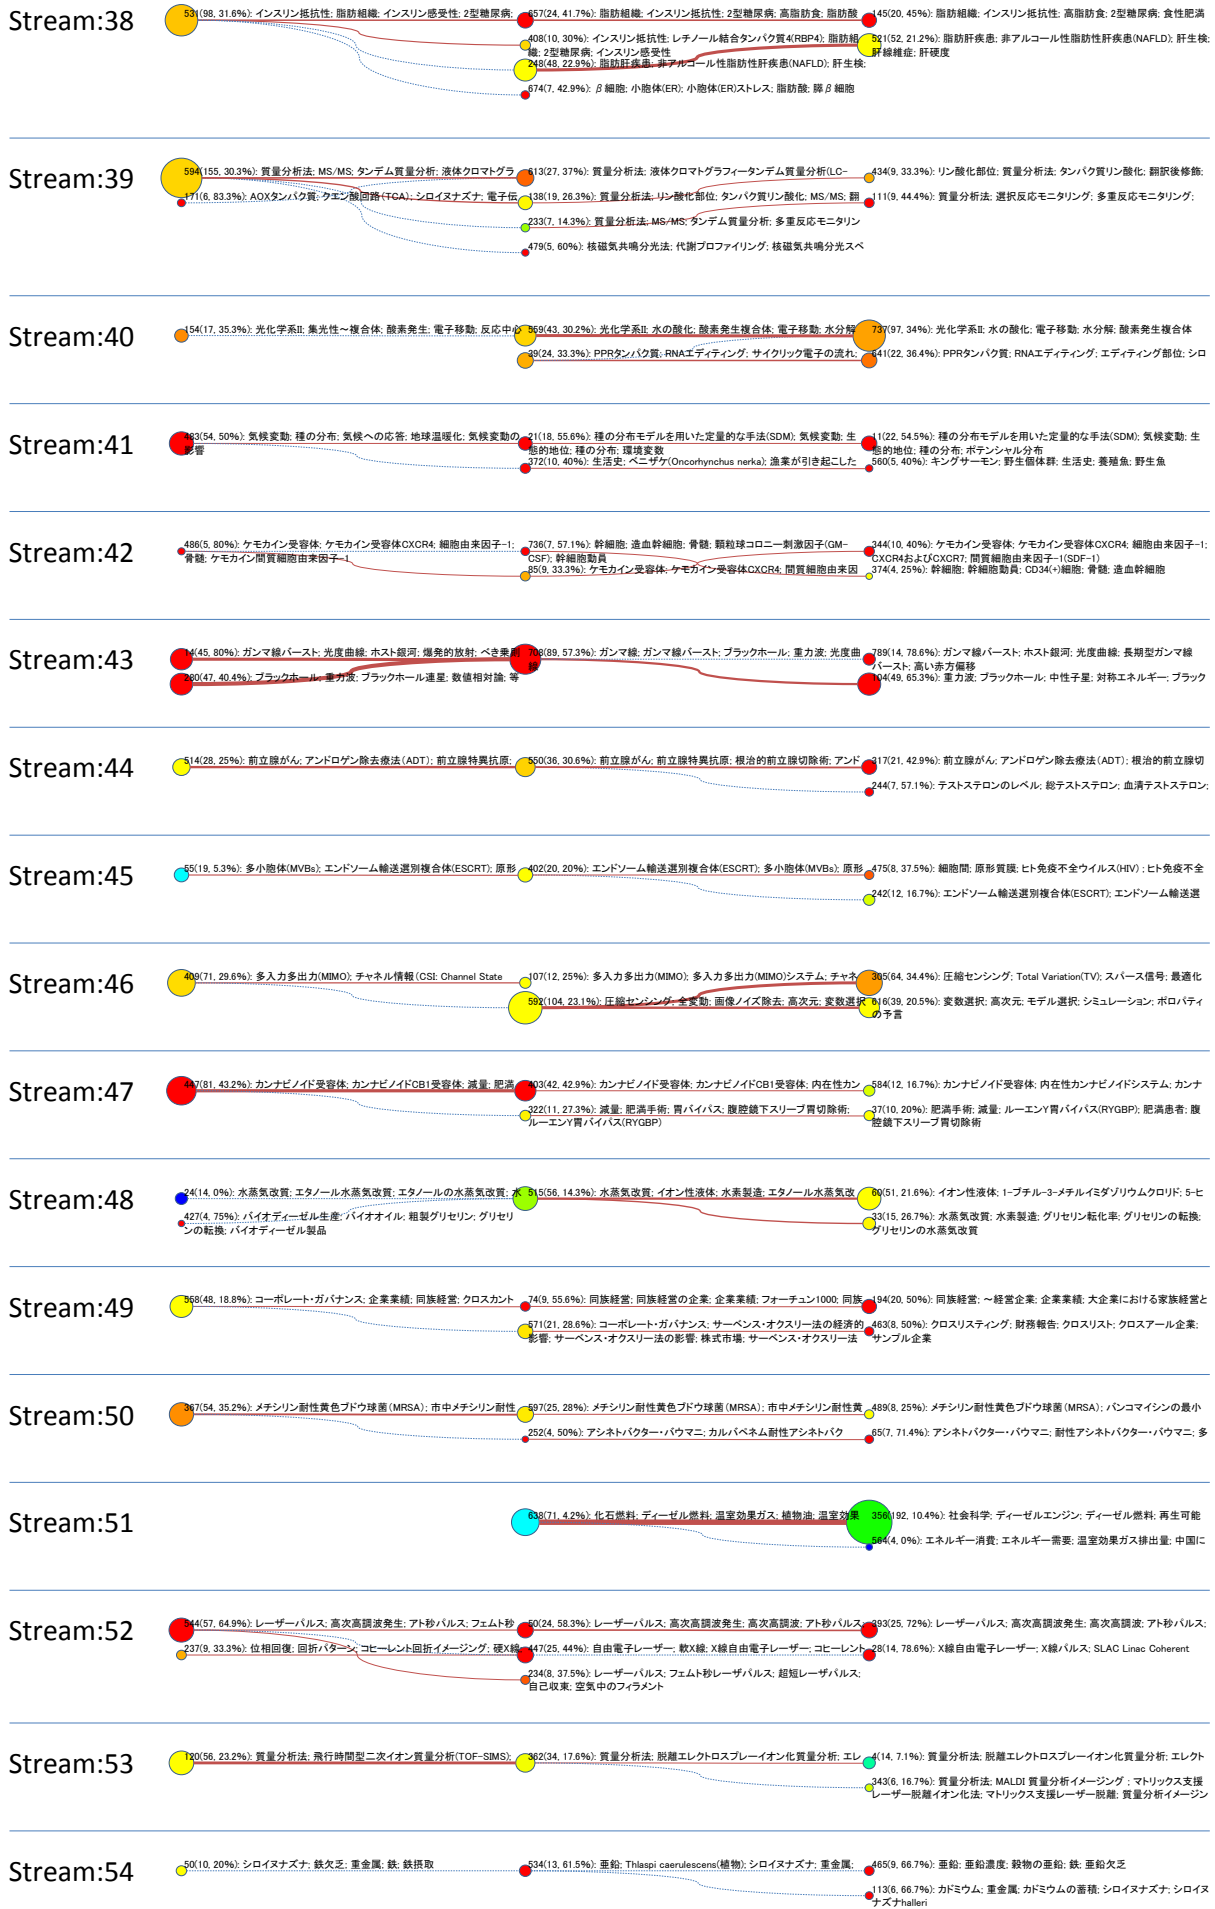 Stream:38
531(98, 31.6%): インスリン抵抗性; 脂肪組織; インスリン感受性; 2型糖尿病;
657(24, 41.7%): 脂肪組織; インスリン抵抗性; 2型糖尿病; 高脂肪食; 脂肪酸
145(20, 45%): 脂肪組織; インスリン抵抗性; 高脂肪食; 2型糖尿病; 食性肥満
408(10, 30%): インスリン抵抗性; レチノール結合タンパク質4(RBP4); 脂肪組
織; 2型糖尿病; インスリン感受性
521(52, 21.2%): 脂肪肝疾患; 非アルコール性脂肪性肝疾患(NAFLD); 肝生検;
肝線維症; 肝硬度
248(48, 22.9%): 脂肪肝疾患; 非アルコール性脂肪性肝疾患(NAFLD); 肝生検;
674(7, 42.9%): β細胞; 小胞体(ER); 小胞体(ER)ストレス; 脂肪酸; 膵β細胞
Stream:39
594(155, 30.3%): 質量分析法; MS/MS; タンデム質量分析; 液体クロマトグラ
613(27, 37%): 質量分析法; 液体クロマトグラフィータンデム質量分析(LC-
434(9, 33.3%): リン酸化部位; 質量分析法; タンパク質リン酸化; 翻訳後修飾;
171(6, 83.3%): AOXタンパク質; クエン酸回路(TCA); シロイヌナズナ; 電子伝
138(19, 26.3%): 質量分析法; リン酸化部位; タンパク質リン酸化; MS/MS; 翻
111(9, 44.4%): 質量分析法; 選択反応モニタリング; 多重反応モニタリング;
233(7, 14.3%): 質量分析法; MS/MS; タンデム質量分析; 多重反応モニタリン
479(5, 60%): 核磁気共鳴分光法; 代謝プロファイリング; 核磁気共鳴分光スペ
Stream:40
154(17, 35.3%): 光化学系II; 集光性~複合体; 酸素発生; 電子移動; 反応中心
559(43, 30.2%): 光化学系II; 水の酸化; 酸素発生複合体; 電子移動; 水分解
737(97, 34%): 光化学系II; 水の酸化; 電子移動; 水分解; 酸素発生複合体
39(24, 33.3%): PPRタンパク質; RNAエディティング; サイクリック電子の流れ;
641(22, 36.4%): PPRタンパク質; RNAエディティング; エディティング部位; シロ
Stream:41
483(54, 50%): 気候変動; 種の分布; 気候への応答; 地球温暖化; 気候変動の
影響
21(18, 55.6%): 種の分布モデルを用いた定量的な手法(SDM); 気候変動; 生
態的地位; 種の分布; 環境変数
11(22, 54.5%): 種の分布モデルを用いた定量的な手法(SDM); 気候変動; 生
態的地位; 種の分布; ポテンシャル分布
372(10, 40%): 生活史; ベニザケ(Oncorhynchus nerka); 漁業が引き起こした
560(5, 40%): キングサーモン; 野生個体群; 生活史; 養殖魚; 野生魚
Stream:42
486(5, 80%): ケモカイン受容体; ケモカイン受容体CXCR4; 細胞由来因子-1;
骨髄; ケモカイン間質細胞由来因子-1
736(7, 57.1%): 幹細胞; 造血幹細胞; 骨髄; 顆粒球コロニー刺激因子(GM-
CSF); 幹細胞動員
344(10, 40%): ケモカイン受容体; ケモカイン受容体CXCR4; 細胞由来因子-1;
CXCR4およびCXCR7; 間質細胞由来因子-1(SDF-1)
85(9, 33.3%): ケモカイン受容体; ケモカイン受容体CXCR4; 間質細胞由来因
374(4, 25%): 幹細胞; 幹細胞動員; CD34(+)細胞; 骨髄; 造血幹細胞
Stream:43
14(45, 80%): ガンマ線バースト; 光度曲線; ホスト銀河; 爆発的放射; べき乗則
708(89, 57.3%): ガンマ線; ガンマ線バースト; ブラックホール; 重力波; 光度曲
線
789(14, 78.6%): ガンマ線バースト; ホスト銀河; 光度曲線; 長期型ガンマ線
バースト; 高い赤方偏移
280(47, 40.4%): ブラックホール; 重力波; ブラックホール連星; 数値相対論; 等
104(49, 65.3%): 重力波; ブラックホール; 中性子星; 対称エネルギー; ブラック
Stream:44
514(28, 25%): 前立腺がん; アンドロゲン除去療法(ADT); 前立腺特異抗原;
550(36, 30.6%): 前立腺がん; 前立腺特異抗原; 根治的前立腺切除術; アンド
317(21, 42.9%): 前立腺がん; アンドロゲン除去療法(ADT); 根治的前立腺切
244(7, 57.1%): テストステロンのレベル; 総テストステロン; 血清テストステロン;
Stream:45
55(19, 5.3%): 多小胞体(MVBs); エンドソーム輸送選別複合体(ESCRT); 原形
402(20, 20%): エンドソーム輸送選別複合体(ESCRT); 多小胞体(MVBs); 原形
475(8, 37.5%): 細胞間; 原形質膜; ヒト免疫不全ウイルス(HIV) ; ヒト免疫不全
242(12, 16.7%): エンドソーム輸送選別複合体(ESCRT); エンドソーム輸送選
Stream:46
409(71, 29.6%): 多入力多出力(MIMO); チャネル情報(CSI: Channel State
107(12, 25%): 多入力多出力(MIMO); 多入力多出力(MIMO)システム; チャネ
305(64, 34.4%): 圧縮センシング; Total Variation(TV); スパース信号; 最適化
592(104, 23.1%): 圧縮センシング; 全変動; 画像ノイズ除去; 高次元; 変数選択
616(39, 20.5%): 変数選択; 高次元; モデル選択; シミュレーション; ポロパティ
の予言
Stream:47
447(81, 43.2%): カンナビノイド受容体; カンナビノイドCB1受容体; 減量; 肥満
403(42, 42.9%): カンナビノイド受容体; カンナビノイドCB1受容体; 内在性カン
584(12, 16.7%): カンナビノイド受容体; 内在性カンナビノイドシステム; カンナ
322(11, 27.3%): 減量; 肥満手術; 胃バイパス; 腹腔鏡下スリーブ胃切除術;
ルーエンY胃バイパス(RYGBP)
37(10, 20%): 肥満手術; 減量; ルーエンY胃バイパス(RYGBP); 肥満患者; 腹
腔鏡下スリーブ胃切除術
Stream:48
24(14, 0%): 水蒸気改質; エタノール水蒸気改質; エタノールの水蒸気改質; 水
515(56, 14.3%): 水蒸気改質; イオン性液体; 水素製造; エタノール水蒸気改
60(51, 21.6%): イオン性液体; 1-ブチル-3-メチルイミダゾリウムクロリド; 5-ヒ
427(4, 75%): バイオディーゼル生産; バイオオイル; 粗製グリセリン; グリセリ
ンの転換; バイオディーゼル製品
33(15, 26.7%): 水蒸気改質; 水素製造; グリセリン転化率; グリセリンの転換;
グリセリンの水蒸気改質
Stream:49
558(48, 18.8%): コーポレート・ガバナンス; 企業業績; 同族経営; クロスカント
74(9, 55.6%): 同族経営; 同族経営の企業; 企業業績; フォーチュン1000; 同族
194(20, 50%): 同族経営; ~経営企業; 企業業績; 大企業における家族経営と
571(21, 28.6%): コーポレート・ガバナンス; サーベンス・オクスリー法の経済的
影響; サーベンス・オクスリー法の影響; 株式市場; サーベンス・オクスリー法
463(8, 50%): クロスリスティング; 財務報告; クロスリスト; クロスアール企業;
サンプル企業
Stream:50
367(54, 35.2%): メチシリン耐性黄色ブドウ球菌(MRSA); 市中メチシリン耐性
597(25, 28%): メチシリン耐性黄色ブドウ球菌(MRSA); 市中メチシリン耐性黄
489(8, 25%): メチシリン耐性黄色ブドウ球菌(MRSA); バンコマイシンの最小
252(4, 50%): アシネトバクター・バウマニ; カルバペネム耐性アシネトバク
65(7, 71.4%): アシネトバクター・バウマニ; 耐性アシネトバクター・バウマニ; 多
Stream:51
638(71, 4.2%): 化石燃料; ディーゼル燃料; 温室効果ガス; 植物油; 温室効果
356(192, 10.4%): 社会科学; ディーゼルエンジン; ディーゼル燃料; 再生可能
564(4, 0%): エネルギー消費; エネルギー需要; 温室効果ガス排出量; 中国に
Stream:52
544(57, 64.9%): レーザーパルス; 高次高調波発生; アト秒パルス; フェムト秒
50(24, 58.3%): レーザーパルス; 高次高調波発生; 高次高調波; アト秒パルス;
393(25, 72%): レーザーパルス; 高次高調波発生; 高次高調波; アト秒パルス;
237(9, 33.3%): 位相回復; 回折パターン; コヒーレント回折イメージング; 硬X線
447(25, 44%): 自由電子レーザー; 軟X線; X線自由電子レーザー; コヒーレント
28(14, 78.6%): X線自由電子レーザー; X線パルス; SLAC Linac Coherent
234(8, 37.5%): レーザーパルス; フェムト秒レーザパルス; 超短レーザパルス;
自己収束; 空気中のフィラメント
Stream:53
120(56, 23.2%): 質量分析法; 飛行時間型二次イオン質量分析(TOF-SIMS);
362(34, 17.6%): 質量分析法; 脱離エレクトロスプレーイオン化質量分析; エレ
4(14, 7.1%): 質量分析法; 脱離エレクトロスプレーイオン化質量分析; エレクト
343(6, 16.7%): 質量分析法; MALDI 質量分析イメージング ; マトリックス支援
レーザー脱離イオン化法; マトリックス支援レーザー脱離; 質量分析イメージン
Stream:54
50(10, 20%): シロイヌナズナ; 鉄欠乏; 重金属; 鉄; 鉄摂取
534(13, 61.5%): 亜鉛; Thlaspi caerulescens(植物); シロイヌナズナ; 重金属;
465(9, 66.7%): 亜鉛; 亜鉛濃度; 穀物の亜鉛; 鉄; 亜鉛欠乏
113(6, 66.7%): カドミウム; 重金属; カドミウムの蓄積; シロイヌナズナ; シロイヌ
ナズナhalleri